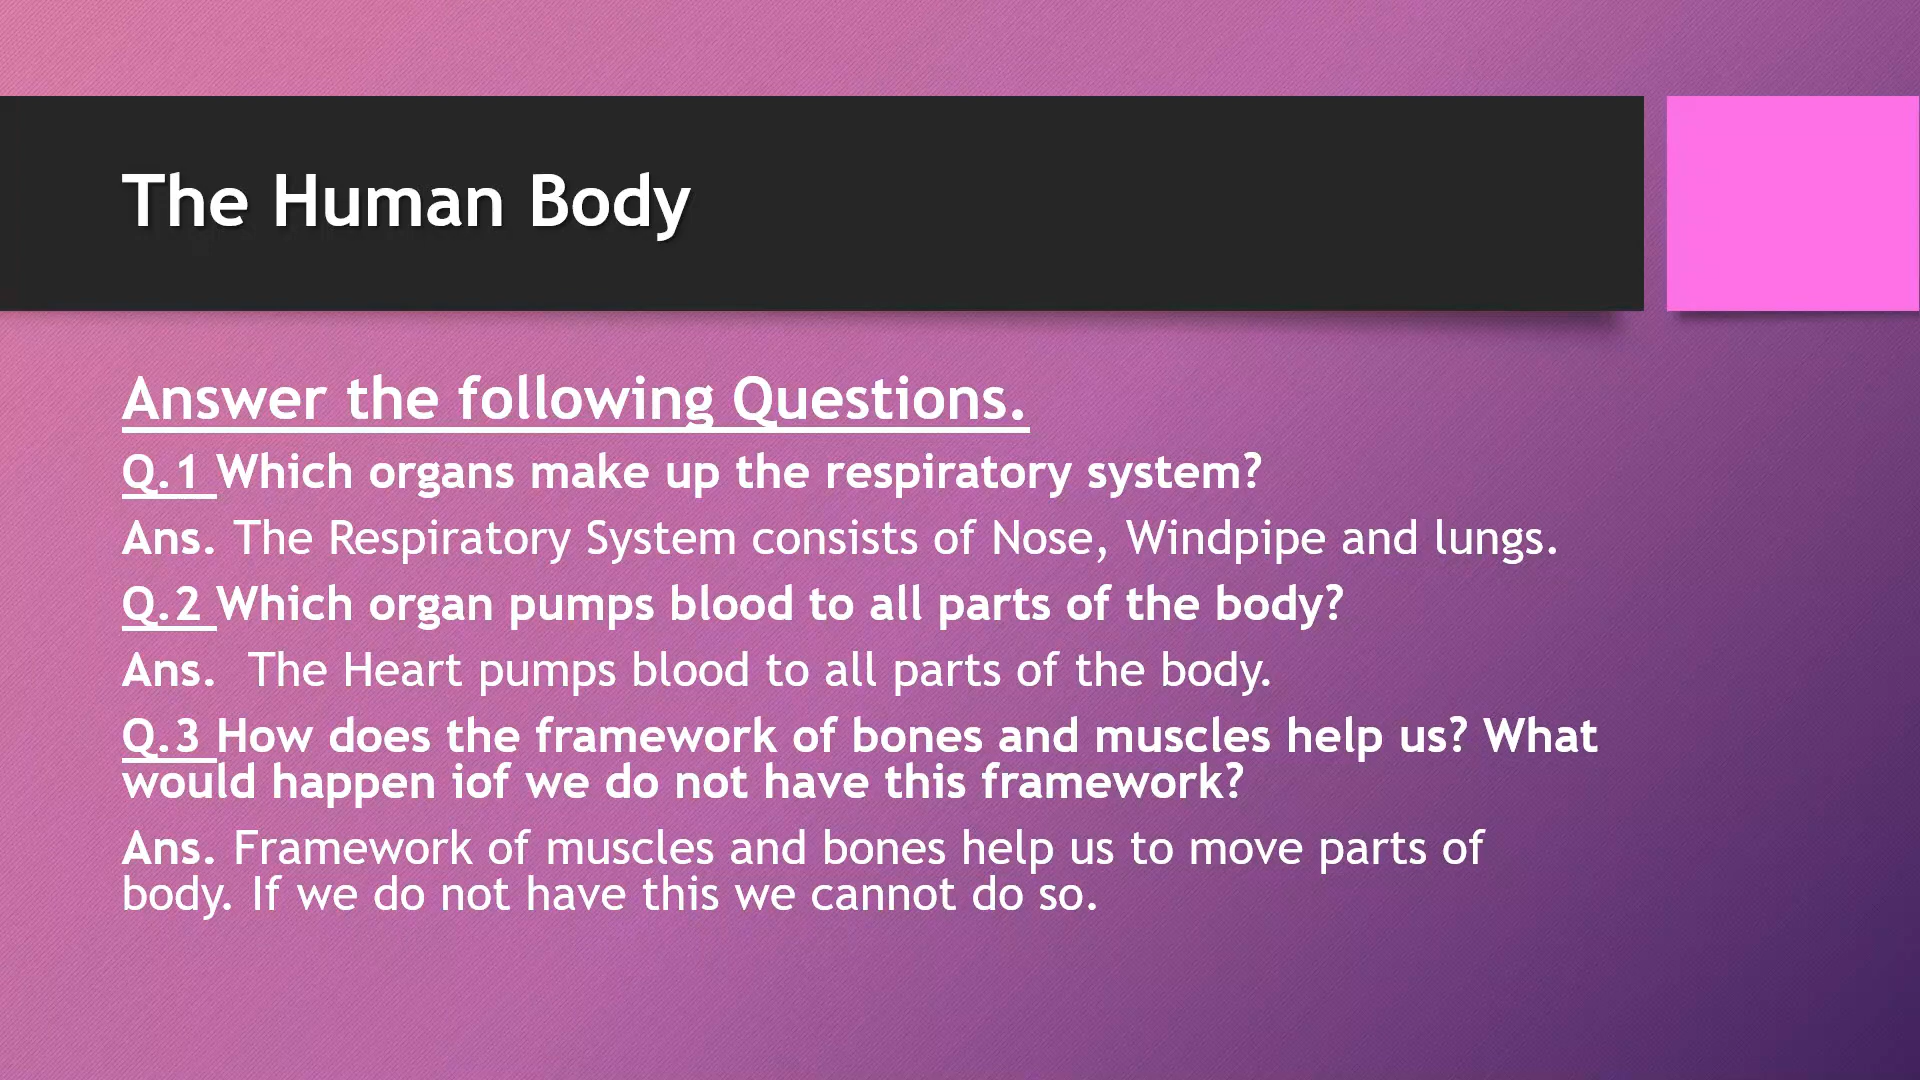 The Human Body
Answer the following Questions.
Q.1 Which organs make up the respiratory system?
Ans. The Respiratory System consists of Nose, Windpipe and lungs.
Q.2 Which organ pumps blood to all parts of the body?
Ans.  The Heart pumps blood to all parts of the body.
Q.3 How does the framework of bones and muscles help us? What
would happen iof we do not have this framework?
Ans. Framework of muscles and bones help us to move parts of
body. If we do not have this we cannot do so.